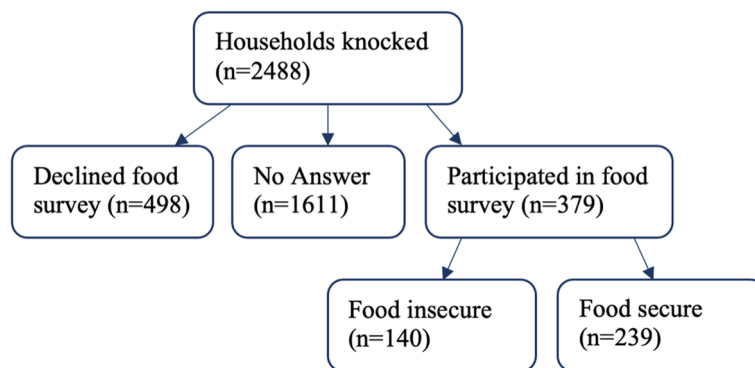 Households knocked
(n=2488)
Declined food
survey (n=498)
No Answer
(n=1611)
Participated in food
survey (n=379)
Food insecure
(n=140)
Food secure
(n=239)